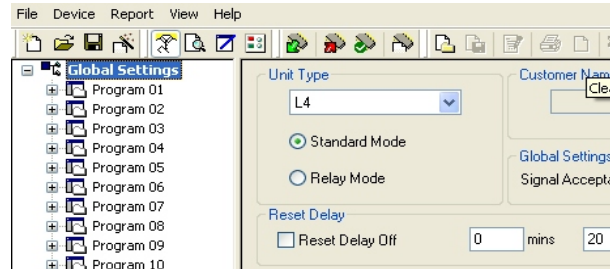 File Device Report View Help
Global Settings
Program 01
Program 02
Program 03
Program 04
Program 05
Program 06
Program 07
Program 08
Program 09
Program 10
Unit Type
L4
Standard Mode
Relay Mode
Reset Delay
Reset Delay Off 0 mins 20
Customer
Global Settings
Signal